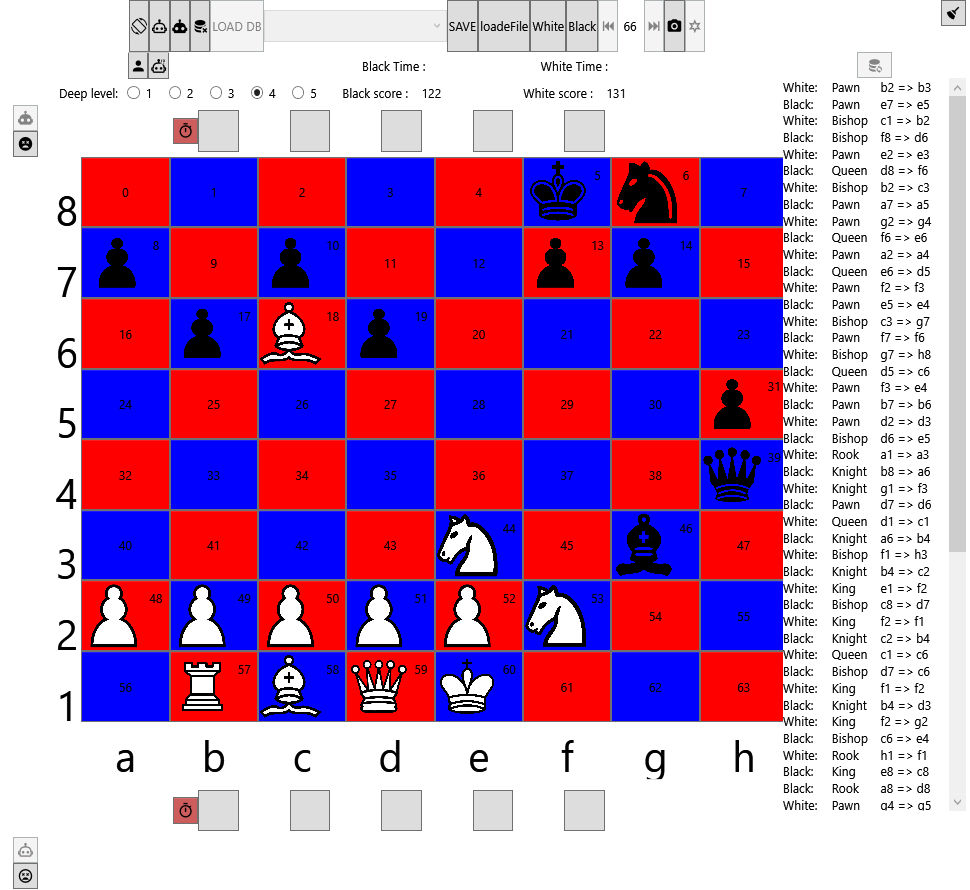 LOAD DB SAVE loadeFile White Black 66
Black Time : White Time :
Deep level: 1 2 3 4 5 Black score : 122 White score : 131
8 0 1 2 3 4 5 6 7
7 8 9 10 11 12 13 14 15
6 16 17 18 19 20 21 22 23
5 24 25 26 27 28 29 30 31
4 32 33 34 35 36 37 38 39
3 40 41 42 43 44 45 46 47
2 48 49 50 51 52 53 54 55
1 56 57 58 59 60 61 62 63
a b c d e f g h
White: Pawn b2 => b3
Black: Pawn e7 => e5
White: Bishop c1 => b2
Black: Bishop f8 => d6
White: Pawn e2 => e3
Black: Queen d8 => f6
White: Bishop b2 => c3
Black: Pawn a7 => a5
White: Pawn g2 => g4
Black: Queen f6 => e6
White: Pawn a2 => a4
Black: Queen e6 => d5
White: Pawn f2 => f3
Black: Pawn e5 => e4
White: Bishop c3 => g7
Black: Pawn f7 => f6
White: Bishop g7 => h8
Black: Queen d5 => c6
White: Pawn f3 => e4
Black: Pawn b7 => b6
White: Pawn d2 => d3
Black: Bishop d6 => e5
White: Rook a1 => a3
Black: Knight b8 => a6
White: Knight g1 => f3
Black: Pawn d7 => d6
White: Queen d1 => c1
Black: Knight a6 => b4
White: Bishop f1 => h3
Black: Knight b4 => c2
White: King e1 => f2
Black: Bishop c8 => d7
White: King f2 => f1
Black: Knight c2 => b4
White: Queen c1 => c6
Black: Bishop d7 => c6
White: King f1 => f2
Black: Knight b4 => d3
White: King f2 => g2
Black: Bishop c6 => e4
White: Rook h1 => f1
Black: King e8 => c8
Black: Rook a8 => d8
White: Pawn g4 => g5